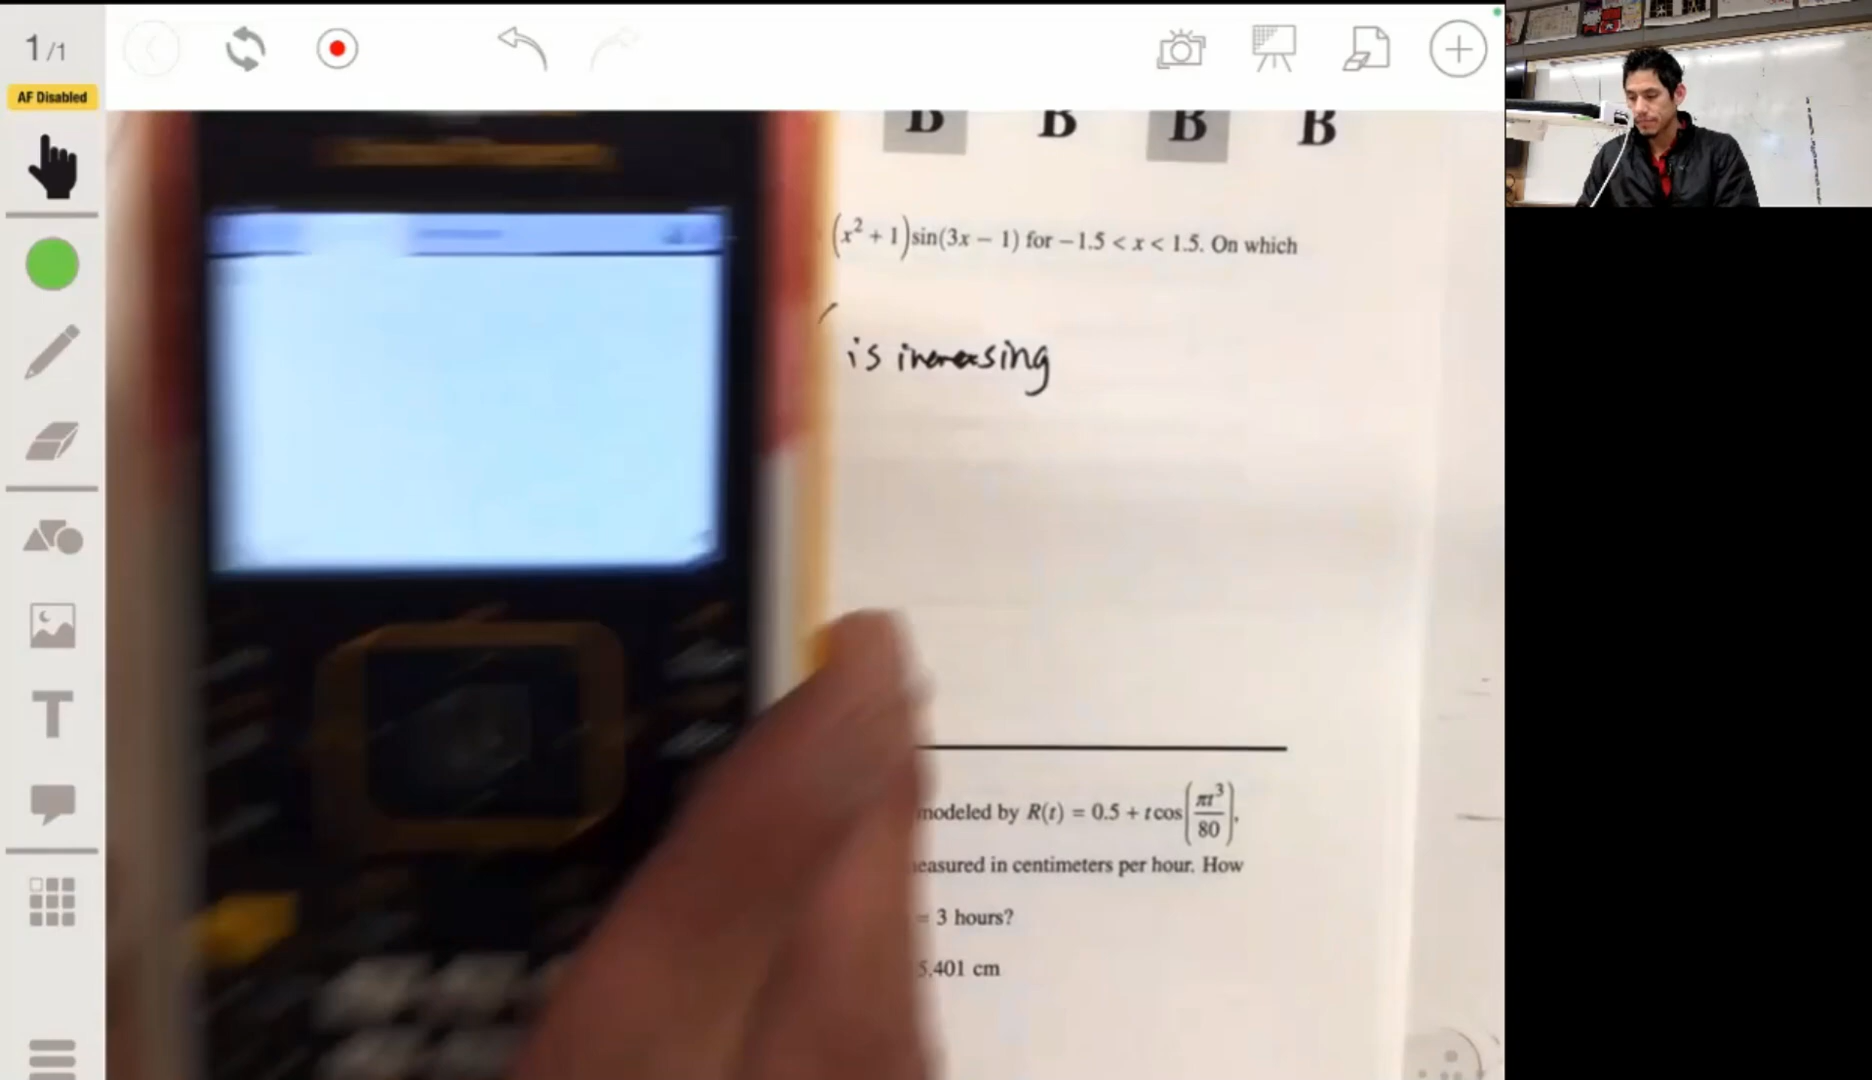 1/1
AF Disabled
B B B B
(x² + 1)sin(3x − 1) for −1.5 < x < 1.5. On which
is increasing
modeled by R(t) = 0.5 + t cos(πt³/80),
measured in centimeters per hour. How
= 3 hours?
5.401 cm
T